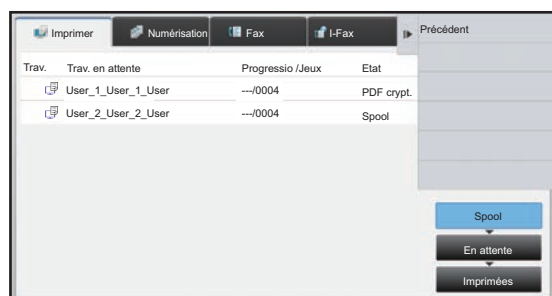 Imprimer Numérisation Fax I-Fax Précédent
Trav. Trav. en attente Progressio /Jeux Etat
User_1_User_1_User ---/0004 PDF crypt.
User_2_User_2_User ---/0004 Spool
Spool
En attente
Imprimées